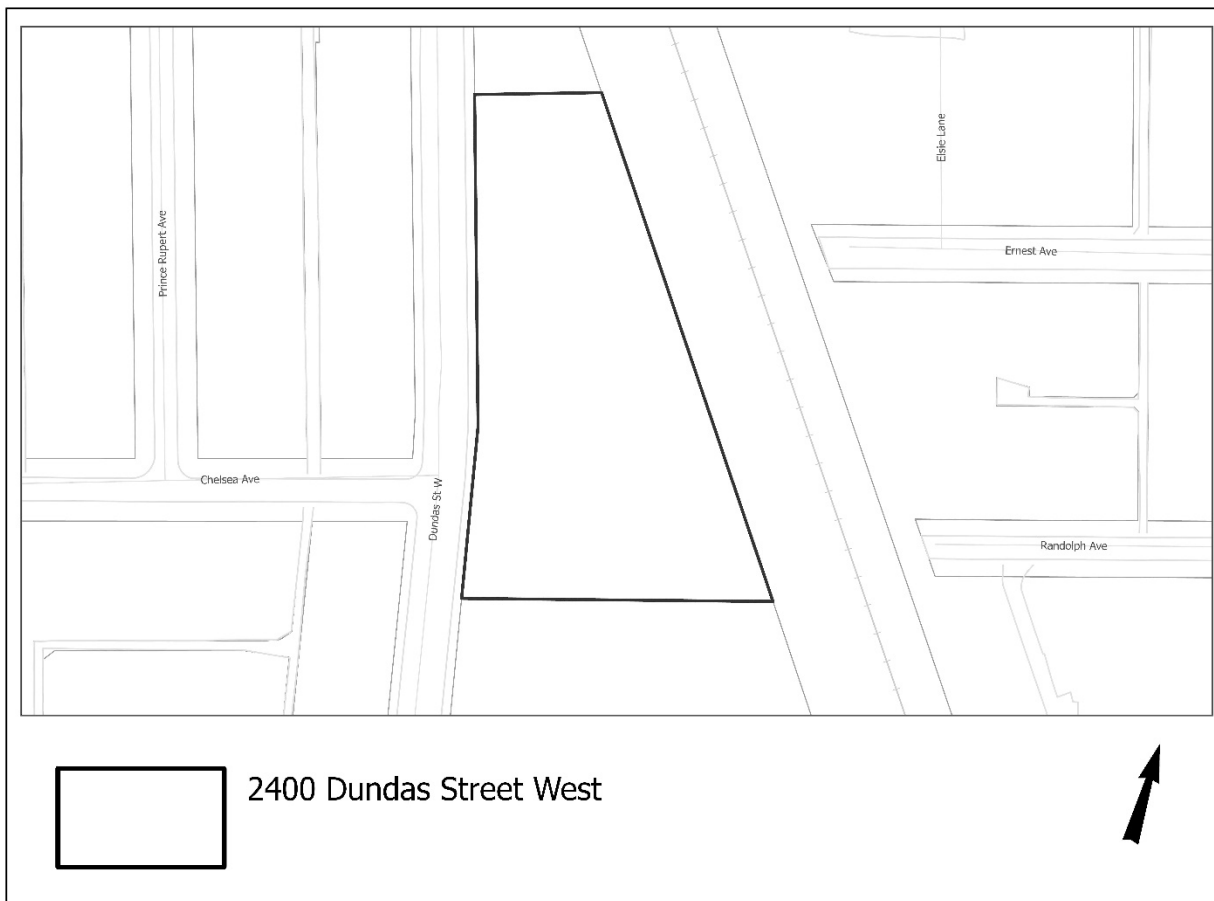 Elsie Lane
Prince Rupert Ave
Ernest Ave
Chelsea Ave
Dundas St W
Randolph Ave
2400 Dundas Street West